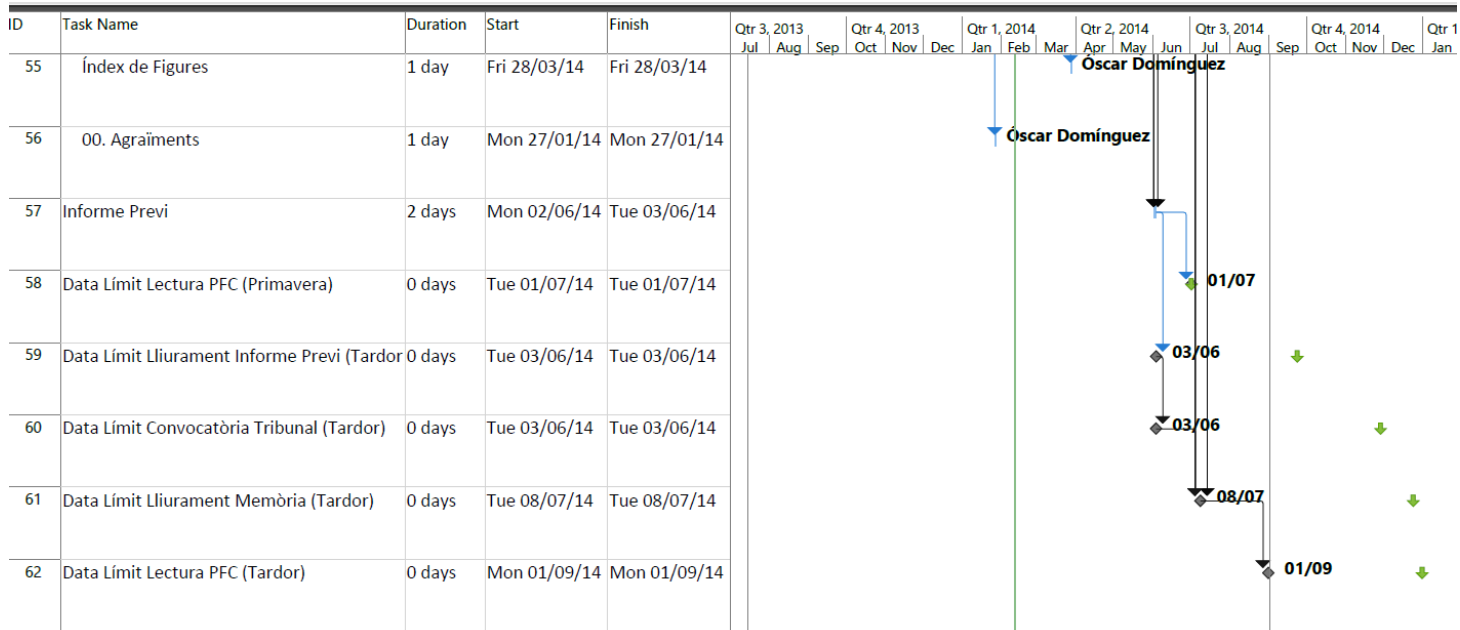 ID Task Name Duration Start Finish
Qtr 3, 2013 Qtr 4, 2013 Qtr 1, 2014 Qtr 2, 2014 Qtr 3, 2014 Qtr 4, 2014 Qtr 1
Jul Aug Sep Oct Nov Dec Jan Feb Mar Apr May Jun Jul Aug Sep Oct Nov Dec Jan
55 Índex de Figures 1 day Fri 28/03/14 Fri 28/03/14 Óscar Domínguez
56 00. Agraïments 1 day Mon 27/01/14 Mon 27/01/14 Óscar Domínguez
57 Informe Previ 2 days Mon 02/06/14 Tue 03/06/14
58 Data Límit Lectura PFC (Primavera) 0 days Tue 01/07/14 Tue 01/07/14 01/07
59 Data Límit Lliurament Informe Previ (Tardor 0 days Tue 03/06/14 Tue 03/06/14 03/06
60 Data Límit Convocatòria Tribunal (Tardor) 0 days Tue 03/06/14 Tue 03/06/14 03/06
61 Data Límit Lliurament Memòria (Tardor) 0 days Tue 08/07/14 Tue 08/07/14 08/07
62 Data Límit Lectura PFC (Tardor) 0 days Mon 01/09/14 Mon 01/09/14 01/09